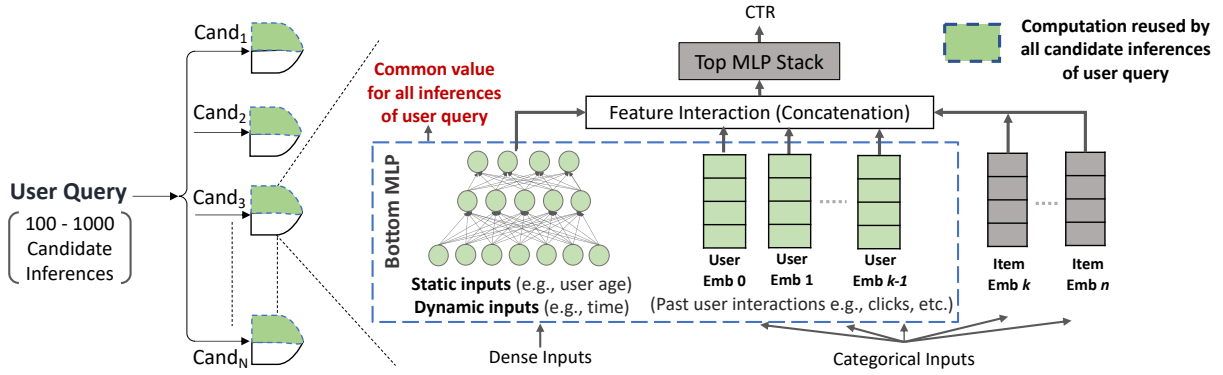 User Query
100 - 1000
Candidate
Inferences
Cand1
Cand2
Cand3
CandN
Common value
for all inferences
of user query
CTR
Top MLP Stack
Feature Interaction (Concatenation)
Computation reused by
all candidate inferences
of user query
Bottom MLP
Static inputs (e.g., user age)
Dynamic inputs (e.g., time)
User
Emb 0
User
Emb 1
User
Emb k-1
(Past user interactions e.g., clicks, etc.)
Item
Emb k
Item
Emb n
Dense Inputs
Categorical Inputs